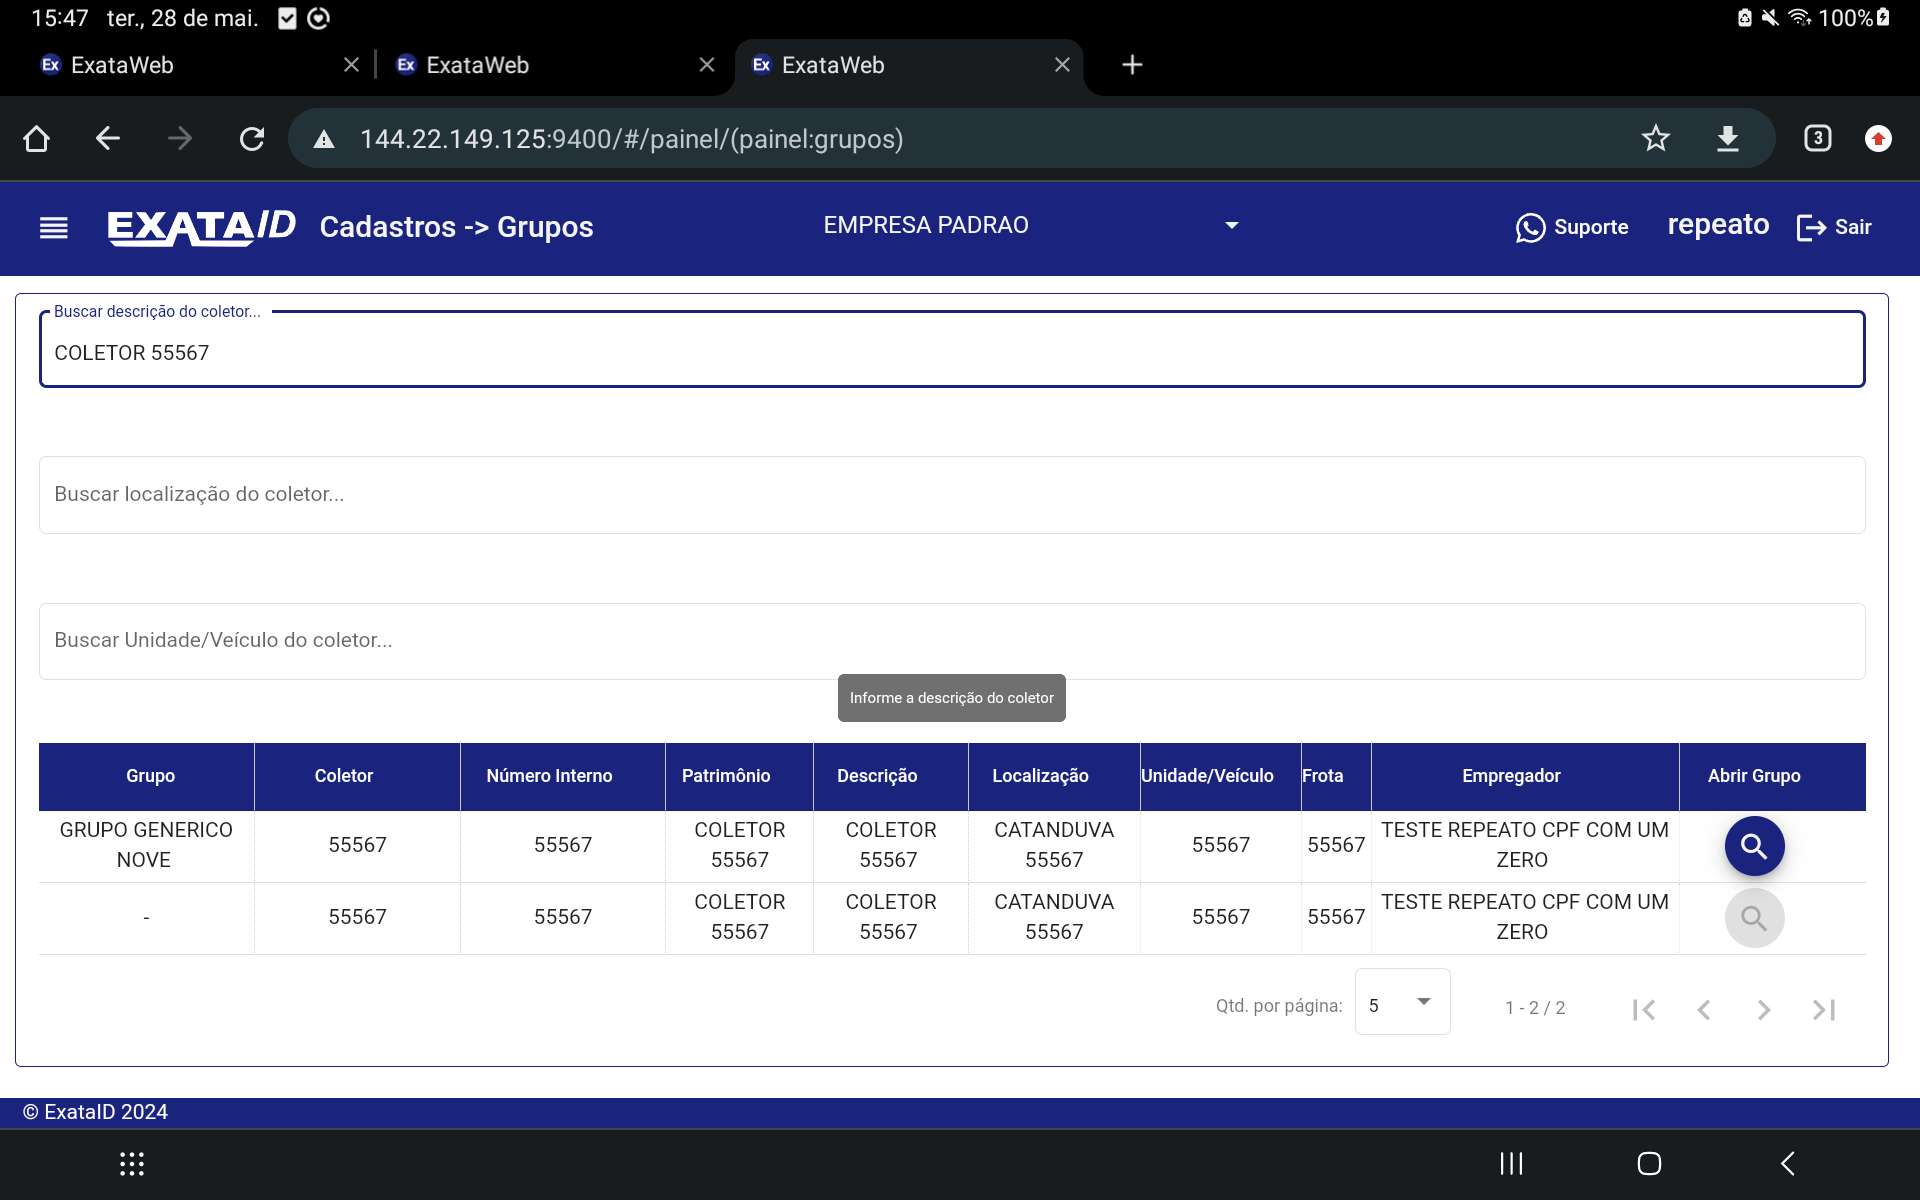 15:47 ter., 28 de mai. 100%
Ex ExataWeb Ex ExataWeb Ex ExataWeb
144.22.149.125:9400/#/painel/(painel:grupos) 3
EXATA/ID Cadastros -> Grupos EMPRESA PADRAO Suporte repeato Sair
Buscar descrição do coletor...
COLETOR 55567
Buscar localização do coletor...
Buscar Unidade/Veículo do coletor...
Informe a descrição do coletor
Grupo Coletor Número Interno Patrimônio Descrição Localização Unidade/Veículo Frota Empregador Abrir Grupo
GRUPO GENERICO NOVE 55567 55567 COLETOR 55567 COLETOR 55567 CATANDUVA 55567 55567 55567 TESTE REPEATO CPF COM UM ZERO
- 55567 55567 COLETOR 55567 COLETOR 55567 CATANDUVA 55567 55567 55567 TESTE REPEATO CPF COM UM ZERO
Qtd. por página: 5 1 - 2 / 2
© ExataID 2024